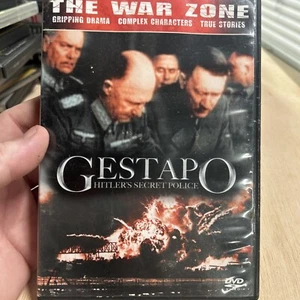 THE WAR ZONE
GRIPPING DRAMA COMPLEX CHARACTERS TRUE STORIES
GESTAPO
HITLER'S SECRET POLICE
DVD